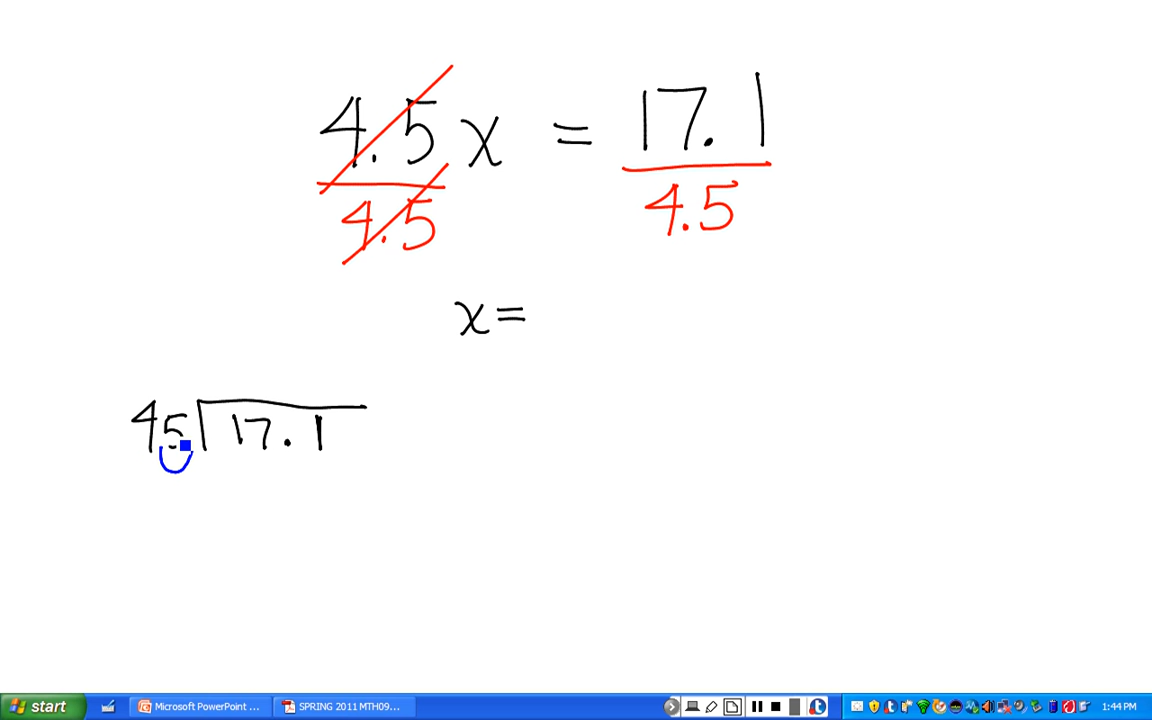 4.5x = 17.1
4.5 4.5
x=
45 17.1
start Microsoft PowerPoint ... SPRING 2011 MTH09... 1:44 PM